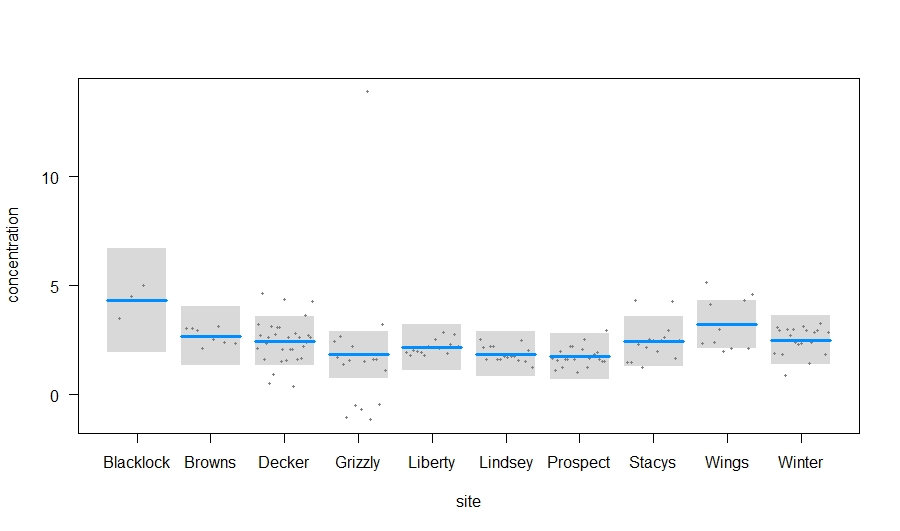 concentration
10
5
0
Blacklock Browns Decker Grizzly Liberty Lindsey Prospect Stacys Wings Winter
site